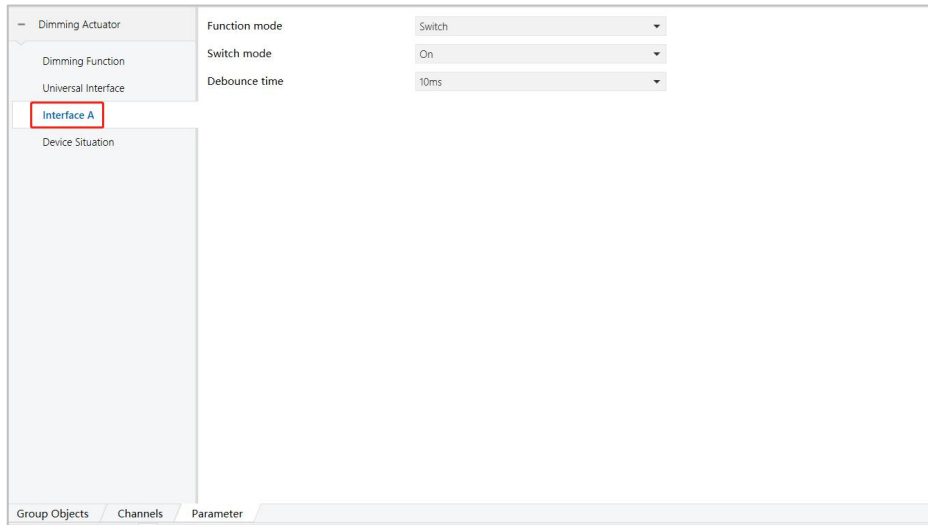 Dimming Actuator
Dimming Function
Universal Interface
Interface A
Device Situation
Function mode Switch
Switch mode On
Debounce time 10ms
Group Objects Channels Parameter